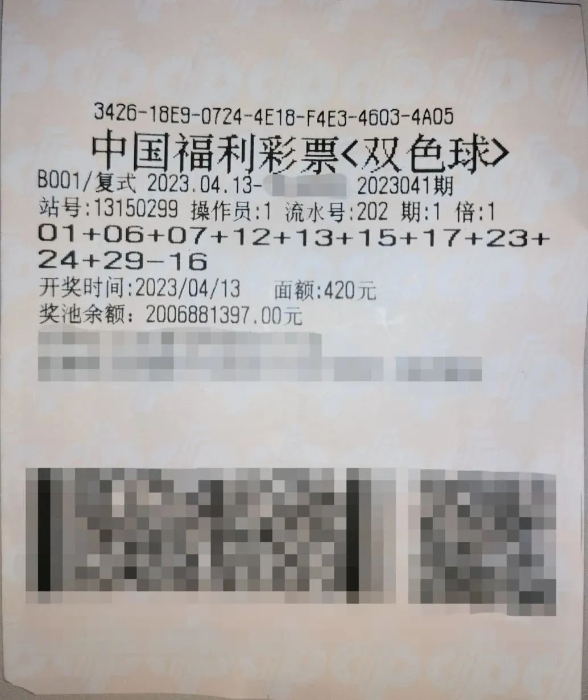 3426-18E9-0724-4E18-F4E3-4603-4A05
中国福利彩票<双色球>
B001/复式 2023.04.13- 2023041期
站号:13150299 操作员:1 流水号:202 期:1 倍:1
01+06+07+12+13+15+17+23+
24+29-16
开奖时间:2023/04/13 面额:420元
奖池余额: 2006881397.00元